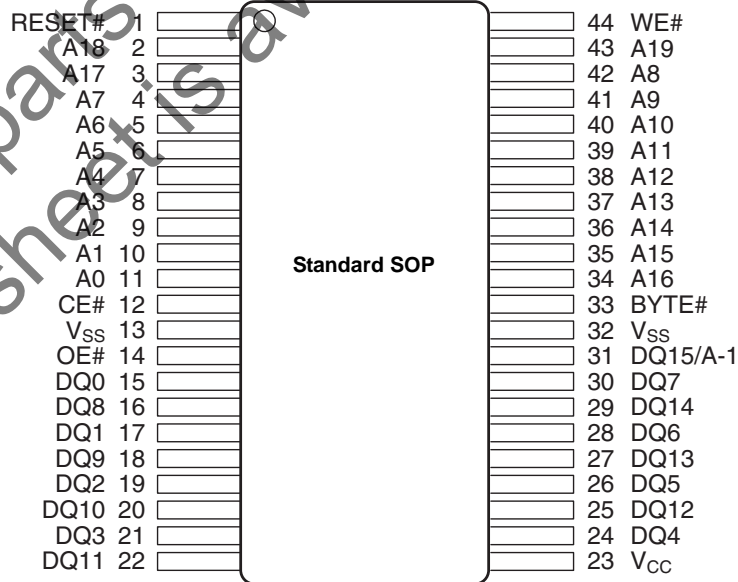 RESET# 1
A18 2
A17 3
A7 4
A6 5
A5 6
A4 7
A3 8
A2 9
A1 10
A0 11
CE# 12
VSS 13
OE# 14
DQ0 15
DQ8 16
DQ1 17
DQ9 18
DQ2 19
DQ10 20
DQ3 21
DQ11 22
Standard SOP
44 WE#
43 A19
42 A8
41 A9
40 A10
39 A11
38 A12
37 A13
36 A14
35 A15
34 A16
33 BYTE#
32 VSS
31 DQ15/A-1
30 DQ7
29 DQ14
28 DQ6
27 DQ13
26 DQ5
25 DQ12
24 DQ4
23 VCC
parts
sheet is av